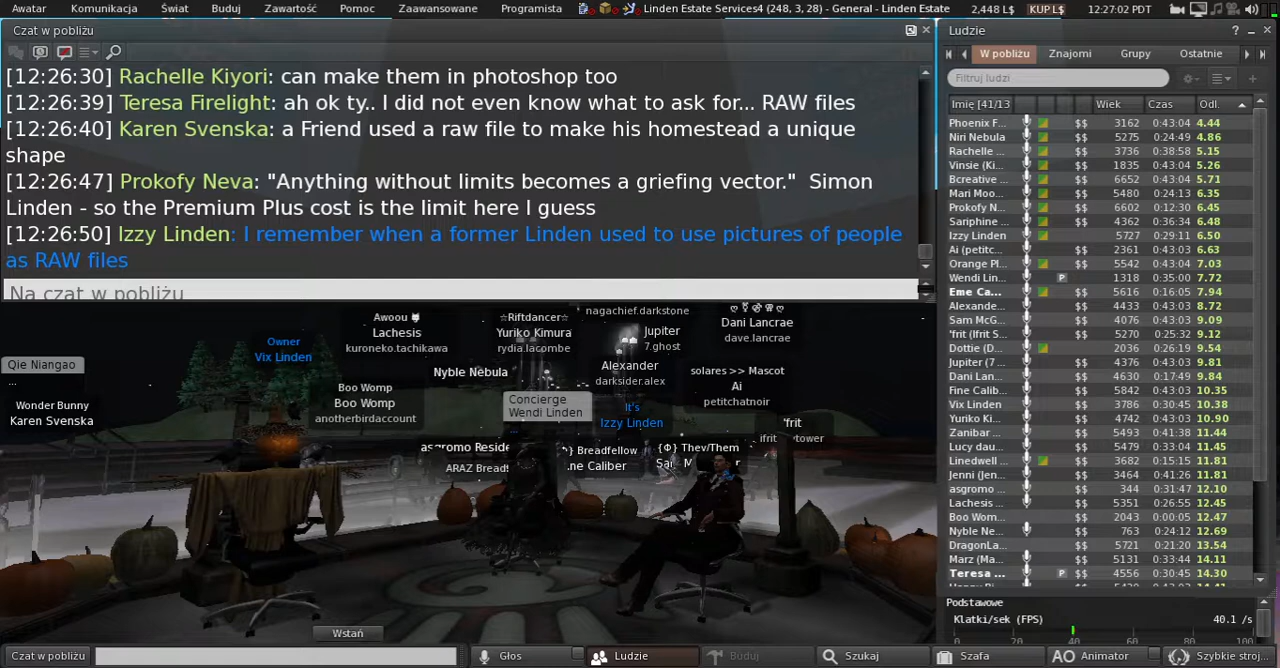 Awatar Komunikacja Świat Buduj Zawartość Pomoc Zaawansowane Programista Linden Estate Services4 (248, 3, 28) - General - Linden Estate 2,448 L$ KUP L$ 12:27:02 PDT
Czat w pobliżu
[12:26:30] Rachelle Kiyori: can make them in photoshop too
[12:26:39] Teresa Firelight: ah ok ty.. I did not even know what to ask for... RAW files
[12:26:40] Karen Svenska: a Friend used a raw file to make his homestead a unique
shape
[12:26:47] Prokofy Neva: "Anything without limits becomes a griefing vector."  Simon
Linden - so the Premium Plus cost is the limit here I guess
[12:26:50] Izzy Linden: I remember when a former Linden used to use pictures of people
as RAW files
Na czat w pobliżu
nagachief.darkstone
Dani Lancrae
dave.lancrae
☆Riftdancer☆
Yuriko Kimura
rydia.lacombe
Awoou
Lachesis
kuroneko.tachikawa
Jupiter
7.ghost
Owner
Vix Linden
Qie Niangao
...
Nyble Nebula
Alexander
darksider.alex
solares >> Mascot
Ai
petitchatnoir
Boo Womp
Boo Womp
anotherbirdaccount
Concierge
Wendi Linden
It's
Izzy Linden
Wonder Bunny
Karen Svenska
'frit
asgromo Reside
ARAZ Breads
Breadfellow
ne Caliber
They/Them
Wstań
Ludzie
W pobliżu Znajomi Grupy Ostatnie
Filtruj ludzi
Imię [41/13 Wiek Czas Odl.
Phoenix F... $$ 3162 0:43:04 4.44
Niri Nebula $$ 5275 0:24:49 4.86
Rachelle ... $$ 3736 0:38:58 5.15
Vinsie (Ki... $$ 1835 0:43:04 5.26
Bcreative ... $$ 6652 0:43:04 5.71
Mari Moo... $$ 5480 0:24:13 6.35
Prokofy N... $$ 6602 0:12:30 6.45
Sariphine ... $$ 4362 0:36:34 6.48
Izzy Linden 5727 0:29:11 6.50
Ai (petitc... $$ 2361 0:43:03 6.63
Orange Pl... $$ 5542 0:43:04 7.03
Wendi Lin... P 1318 0:35:00 7.72
Eme Ca... $$ 5616 0:16:05 7.94
Alexande... $$ 4433 0:43:03 8.72
Sam McG... $$ 5076 0:43:04 9.09
'frit (Ifrit S... $$ 5270 0:25:32 9.12
Dottie (D... $$ 2036 0:26:19 9.54
Jupiter (7 ... $$ 4376 0:43:03 9.81
Dani Lan... $$ 4630 0:17:49 9.84
Fine Calib... $$ 5842 0:43:03 10.35
Vix Linden $$ 3786 0:30:45 10.38
Yuriko Ki... $$ 4742 0:43:03 10.90
Zanibar ... $$ 5493 0:41:38 11.44
Lucy dau... $$ 5479 0:33:04 11.45
Linedwell ... $$ 3682 0:15:15 11.81
Jenni (Jen... $$ 3464 0:41:26 11.81
asgromo ... $$ 344 0:31:47 12.10
Lachesis ... $$ 5351 0:26:55 12.45
Boo Wom... $$ 2043 0:00:05 12.47
Nyble Ne... $$ 763 0:24:12 12.69
DragonLa... $$ 5721 0:21:20 13.54
Marz (Ma... $$ 5131 0:33:44 14.11
Teresa ... P $$ 4556 0:30:45 14.30
Podstawowe
Klatki/sek (FPS) 40.1 /s
0 20 40 60 80 100
Czat w pobliżu Głos Ludzie Buduj Szukaj Szafa AO Animator Szybkie stroj...